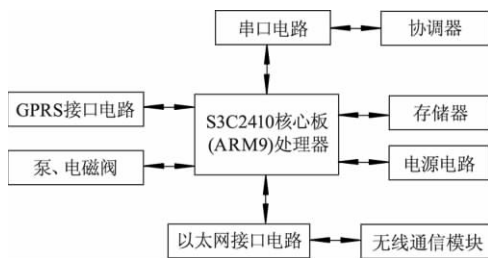 串口电路
协调器
GPRS接口电路
S3C2410核心板
(ARM9)处理器
存储器
泵、电磁阀
电源电路
以太网接口电路
无线通信模块